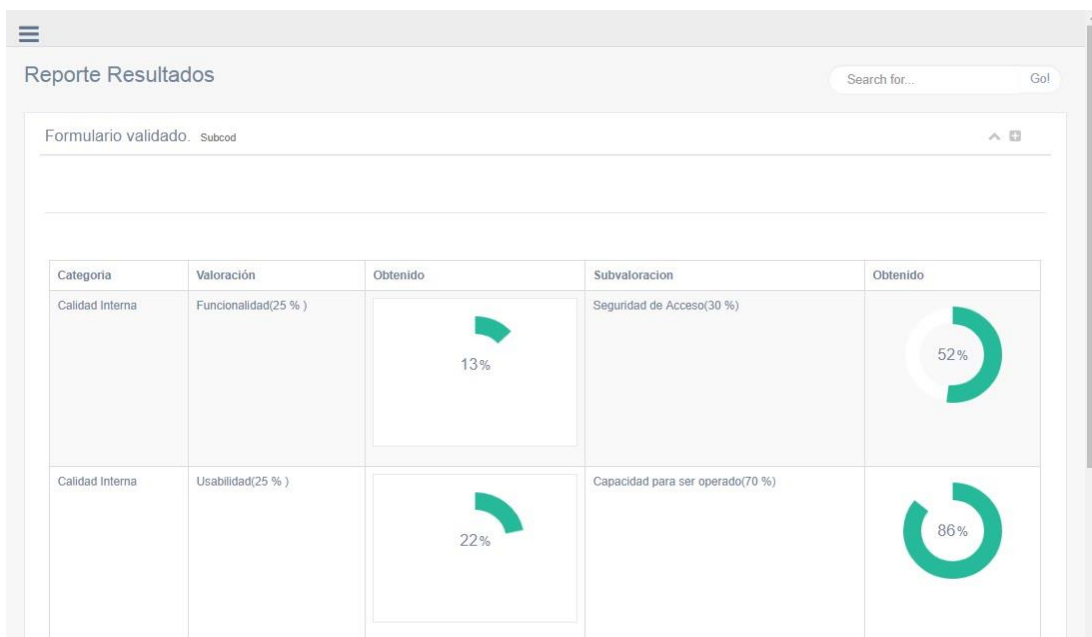 Reporte Resultados
Search for...
Go!
Formulario validado. Subcod
Categoria
Valoración
Obtenido
Subvaloracion
Obtenido
Calidad Interna
Funcionalidad(25 % )
13%
Seguridad de Acceso(30 %)
52%
Calidad Interna
Usabilidad(25 % )
22%
Capacidad para ser operado(70 %)
86%